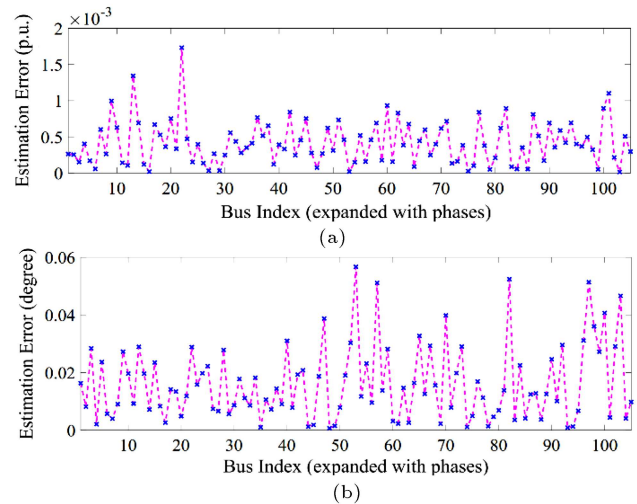 ×10⁻³
2
1.5
1
0.5
0
Estimation Error (p.u.)
10 20 30 40 50 60 70 80 90 100
Bus Index (expanded with phases)
(a)
0.06
0.04
0.02
0
Estimation Error (degree)
10 20 30 40 50 60 70 80 90 100
Bus Index (expanded with phases)
(b)